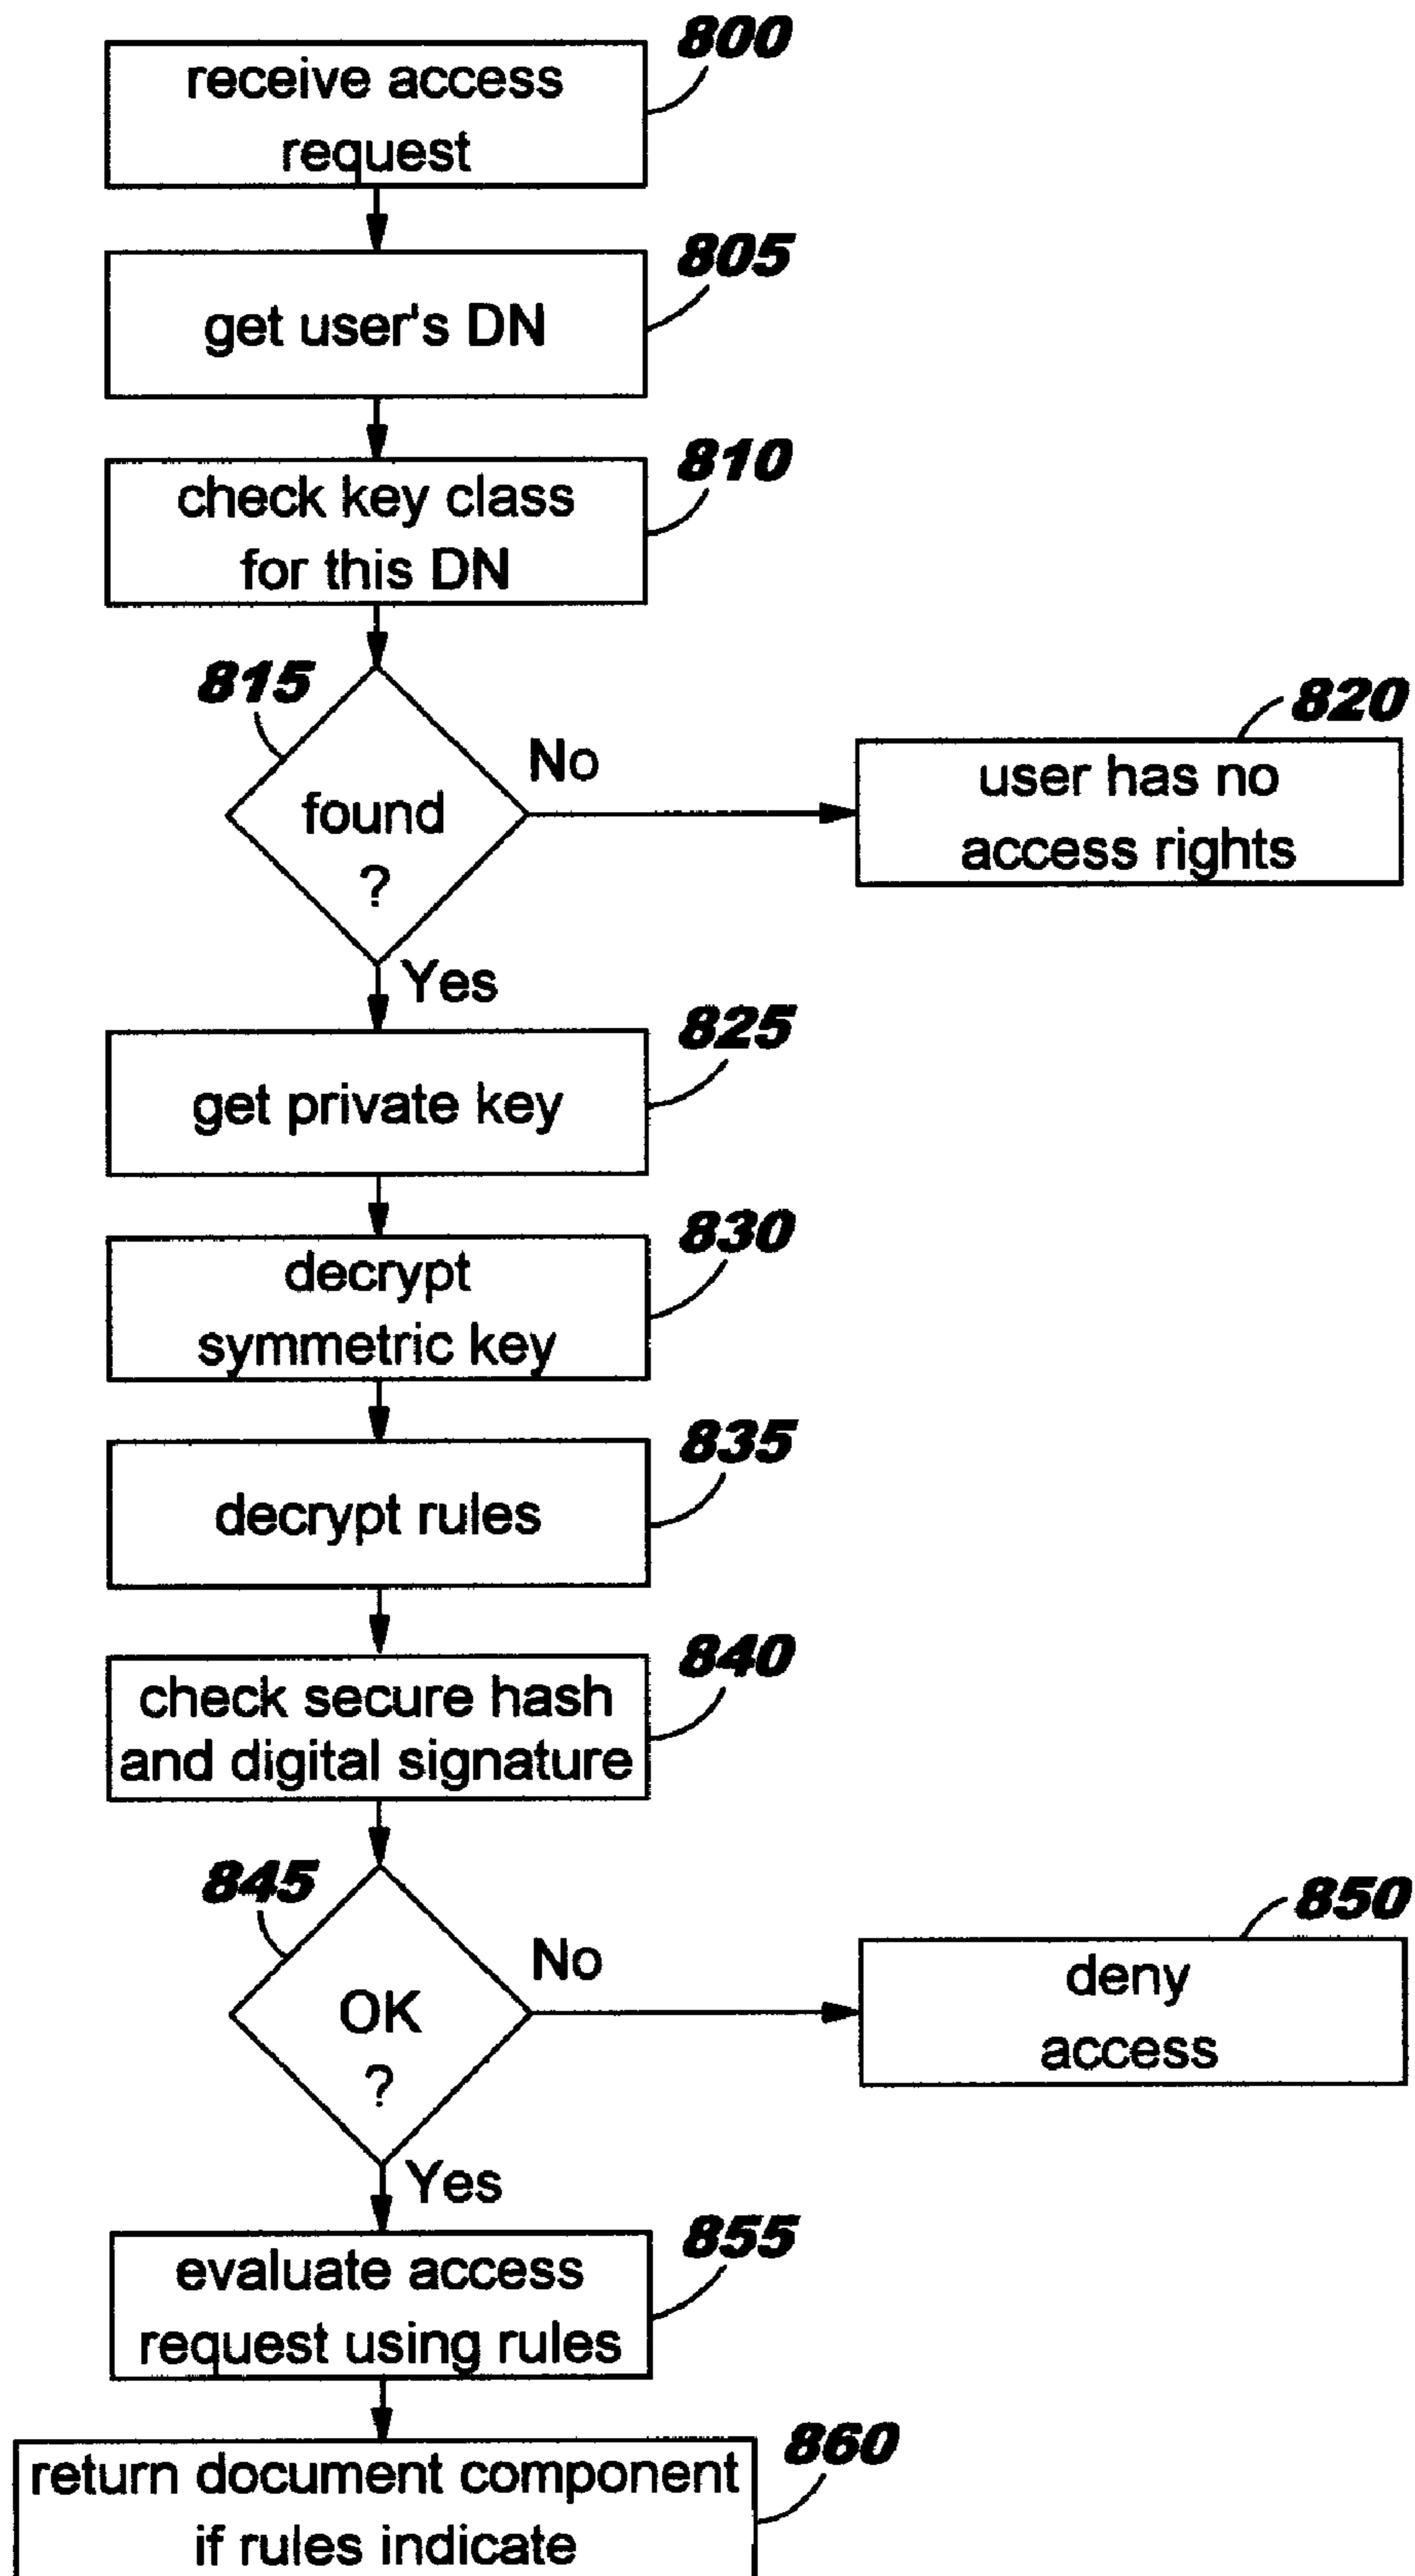 800
receive access
request
805
get user's DN
810
check key class
for this DN
815
found
?
No
820
user has no
access rights
Yes
825
get private key
830
decrypt
symmetric key
835
decrypt rules
840
check secure hash
and digital signature
845
OK
?
No
850
deny
access
Yes
855
evaluate access
request using rules
860
return document component
if rules indicate